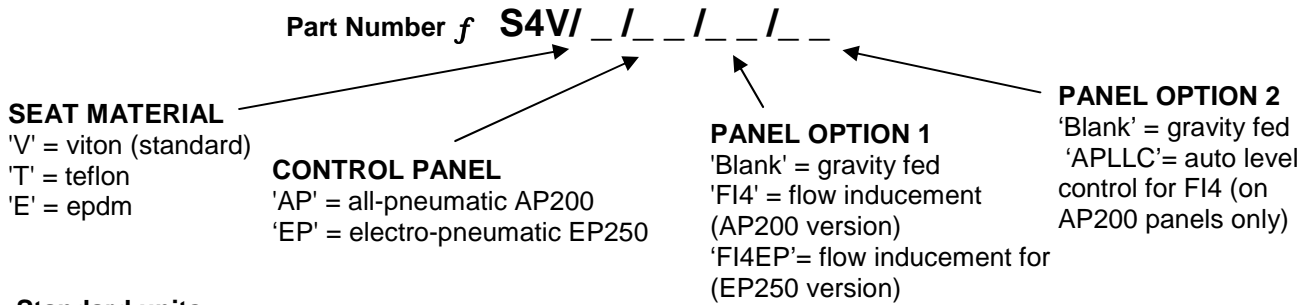 Part Number ƒ S4V/ _ /_ _ /_ _ /_ _
SEAT MATERIAL
'V' = viton (standard)
'T' = teflon
'E' = epdm
CONTROL PANEL
'AP' = all-pneumatic AP200
‘EP' = electro-pneumatic EP250
PANEL OPTION 1
'Blank' = gravity fed
'FI4' = flow inducement
(AP200 version)
‘FI4EP’= flow inducement for
(EP250 version)
PANEL OPTION 2
‘Blank’ = gravity fed
‘APLLC’= auto level
control for FI4 (on
AP200 panels only)